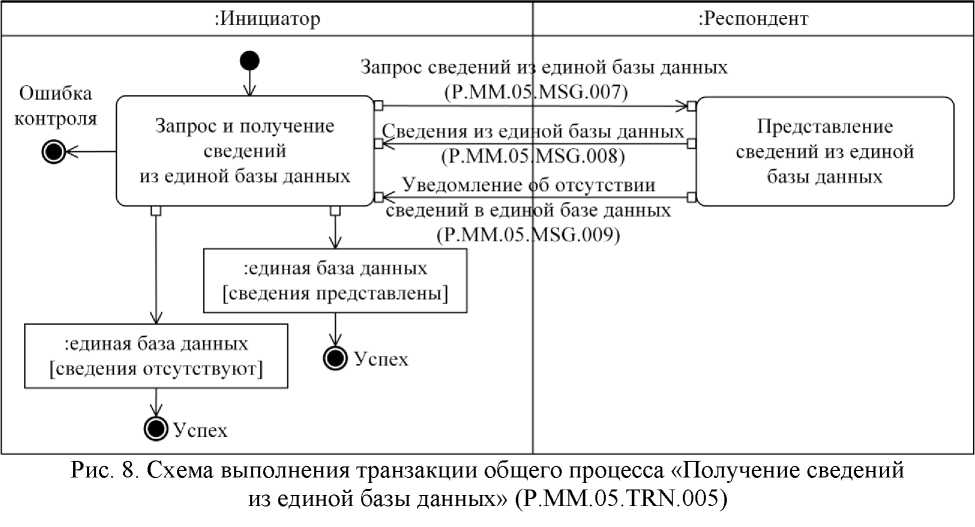 :Инициатор
:Респондент
Ошибка
контроля
Запрос и получение
сведений
из единой базы данных
Запрос сведений из единой базы данных
(P.MM.05.MSG.007)
Сведения из единой базы данных
(P.MM.05.MSG.008)
Уведомление об отсутствии
сведений в единой базе данных
(P.MM.05.MSG.009)
Представление
сведений из единой
базы данных
:единая база данных
[сведения представлены]
Успех
:единая база данных
[сведения отсутствуют]
Успех
Рис. 8. Схема выполнения транзакции общего процесса «Получение сведений
из единой базы данных» (P.MM.05.TRN.005)